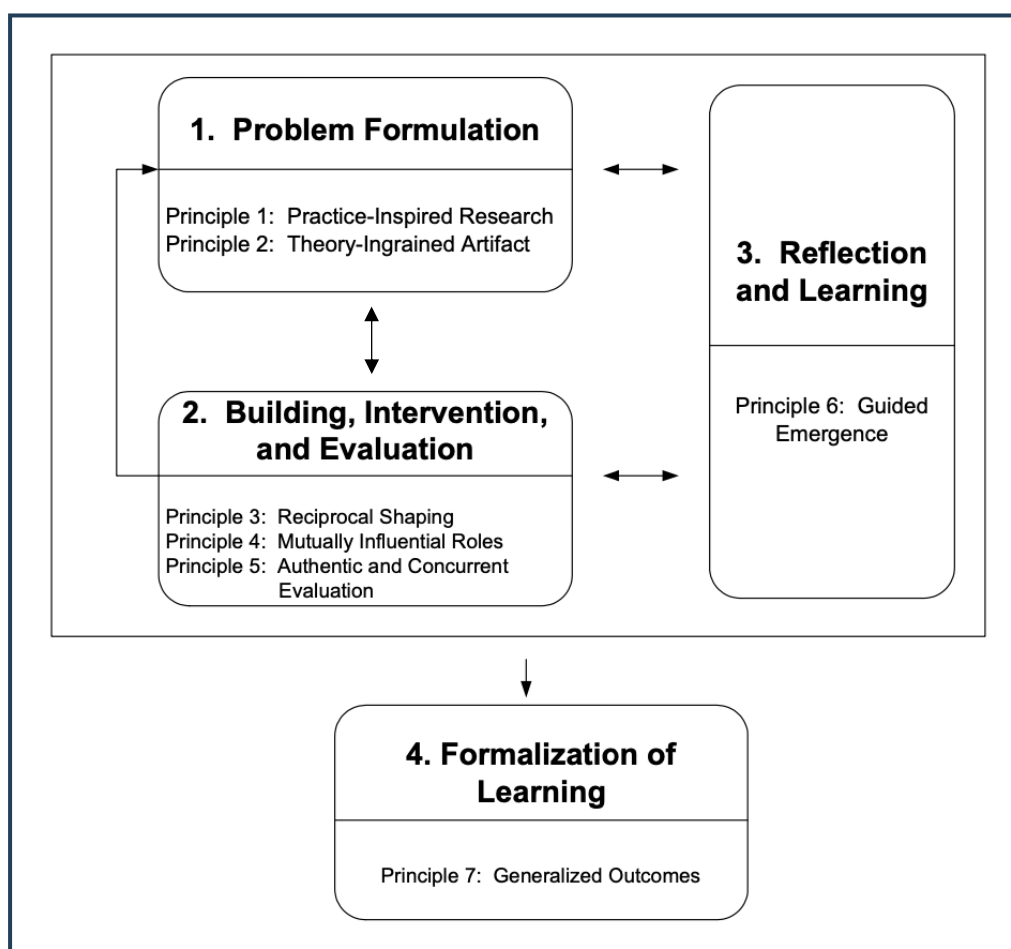 1. Problem Formulation
Principle 1: Practice-Inspired Research
Principle 2: Theory-Ingrained Artifact
2. Building, Intervention,
and Evaluation
Principle 3: Reciprocal Shaping
Principle 4: Mutually Influential Roles
Principle 5: Authentic and Concurrent
Evaluation
3. Reflection
and Learning
Principle 6: Guided
Emergence
4. Formalization of
Learning
Principle 7: Generalized Outcomes